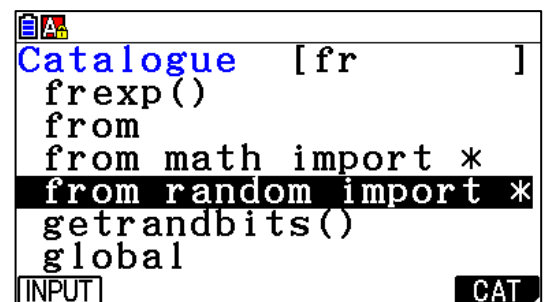 A
Catalogue [fr ]
frexp()
from
from math import *
from random import *
getrandbits()
global
INPUT CAT